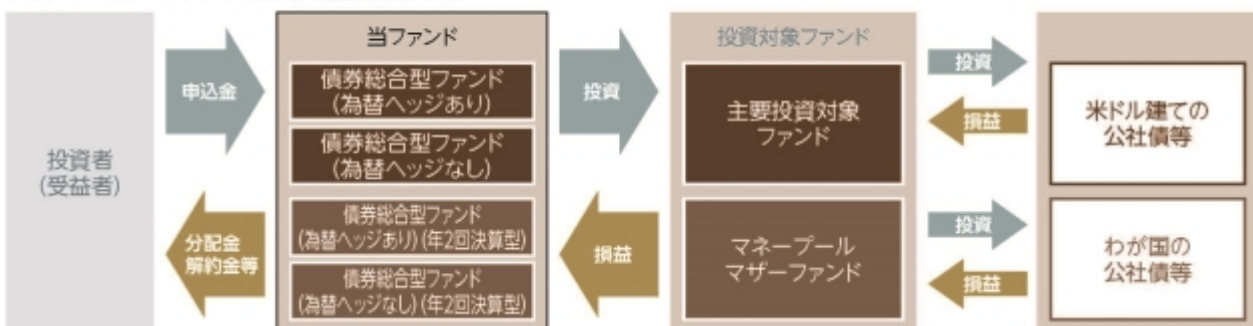 投資者
(受益者)
申込金
分配金
解約金等
当ファンド
債券総合型ファンド
(為替ヘッジあり)
債券総合型ファンド
(為替ヘッジなし)
債券総合型ファンド
(為替ヘッジあり)(年2回決算型)
債券総合型ファンド
(為替ヘッジなし)(年2回決算型)
投資
損益
投資対象ファンド
主要投資対象
ファンド
マネープール
マザーファンド
投資
損益
投資
損益
米ドル建ての
公社債等
わが国の
公社債等